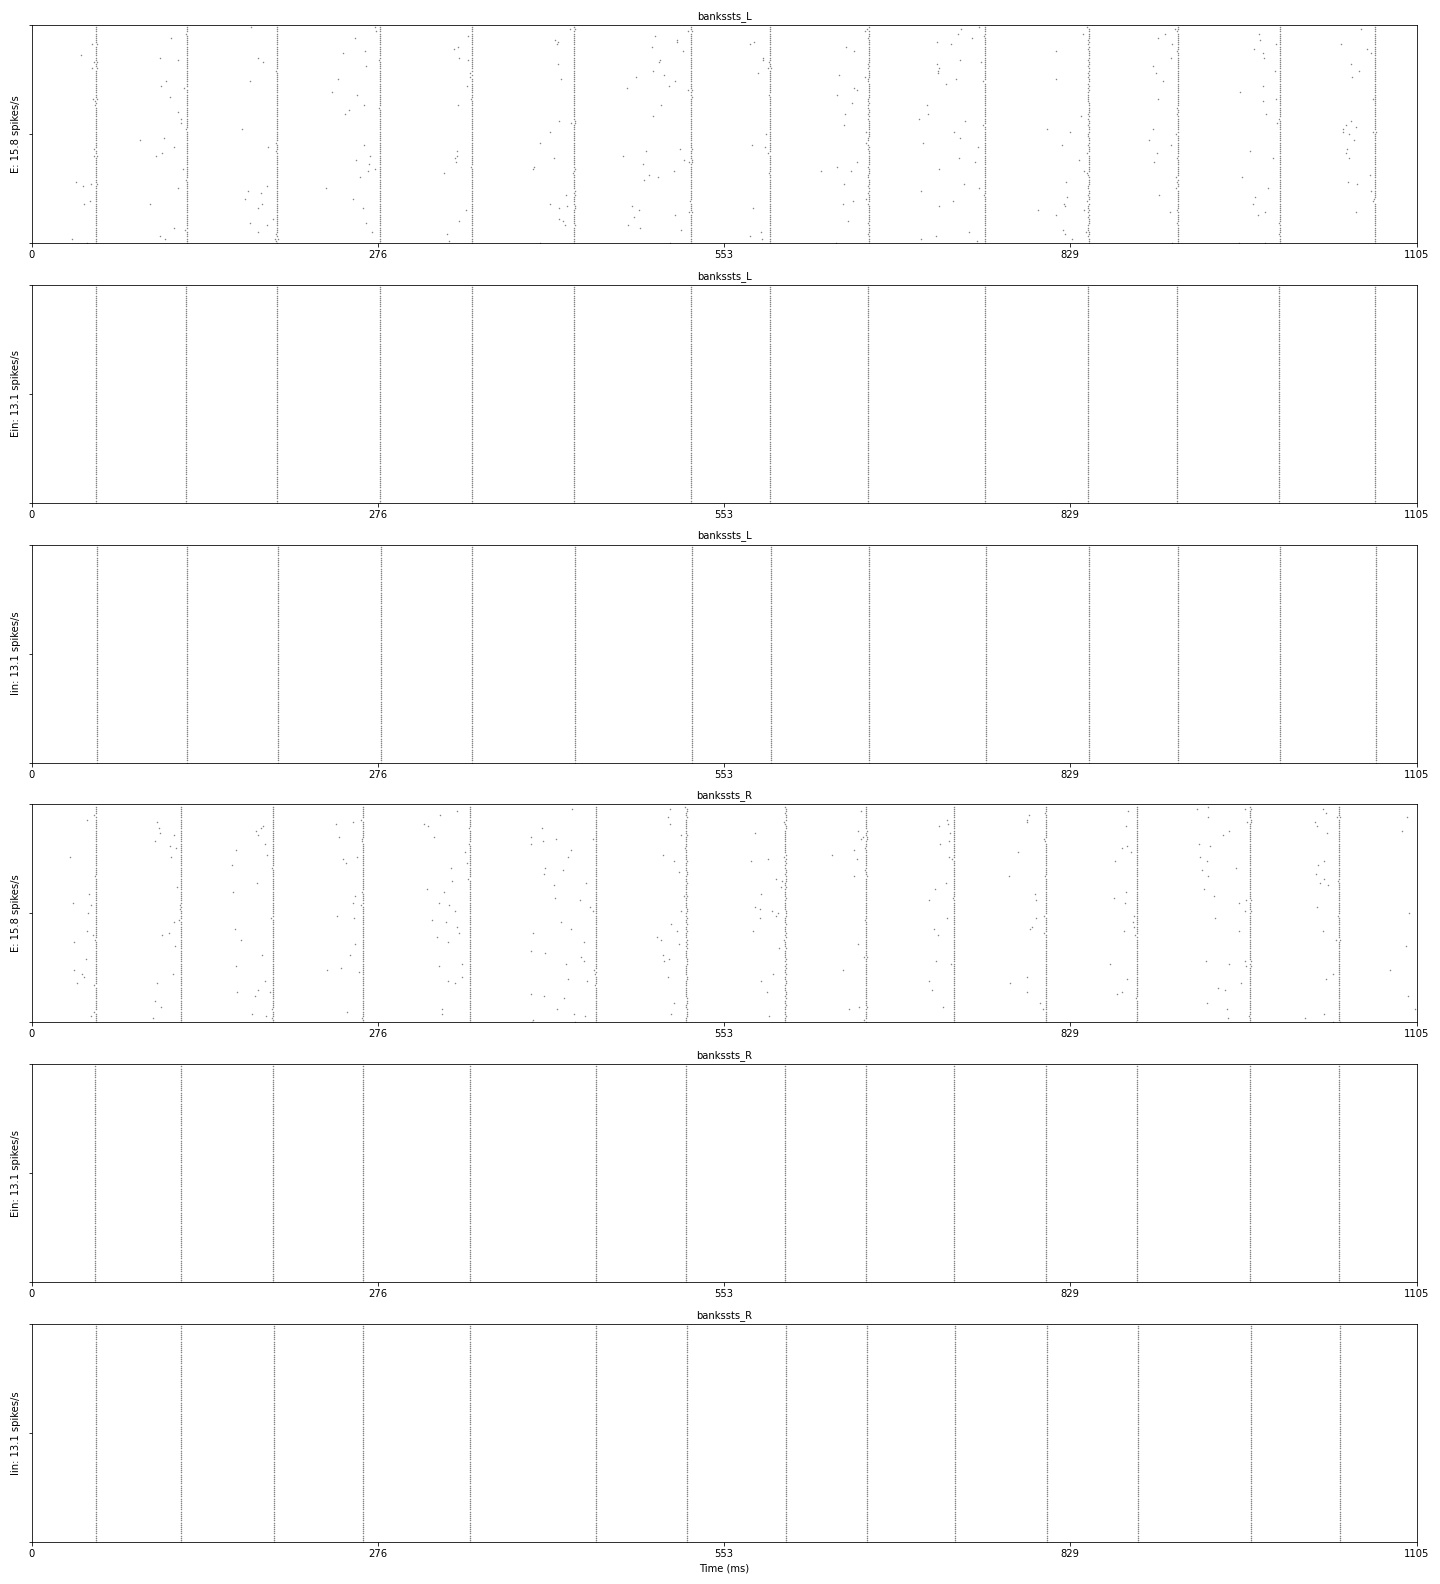 bankssts_L
E: 15.8 spikes/s
0 276 553 829 1105
bankssts_L
Ein: 13.1 spikes/s
0 276 553 829 1105
bankssts_L
Iin: 13.1 spikes/s
0 276 553 829 1105
bankssts_R
E: 15.8 spikes/s
0 276 553 829 1105
bankssts_R
Ein: 13.1 spikes/s
0 276 553 829 1105
bankssts_R
Iin: 13.1 spikes/s
0 276 553 829 1105
Time (ms)